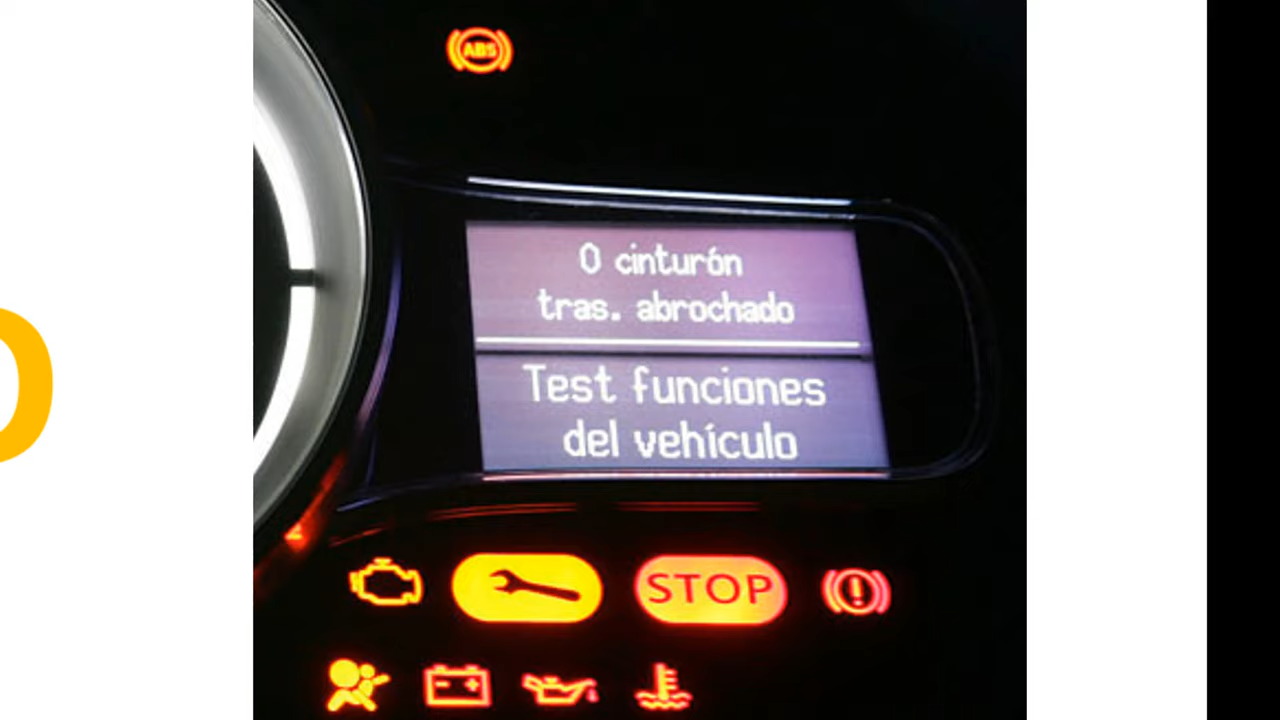 ABS
0 cinturón
tras. abrochado
Test funciones
del vehículo
STOP